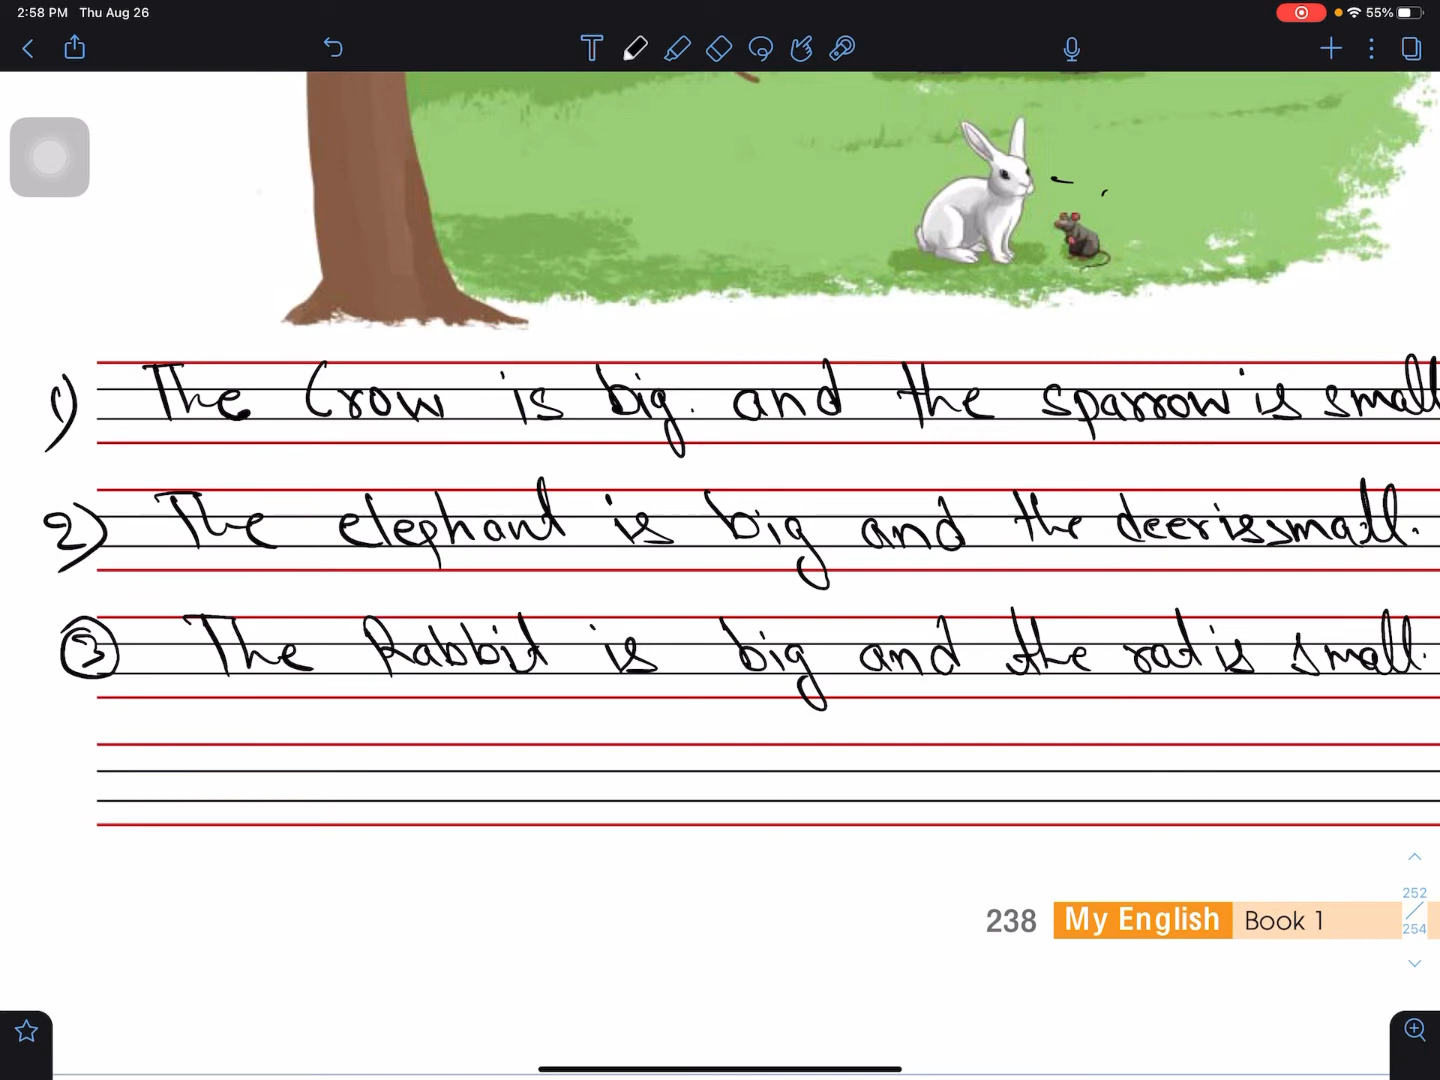 2:58 PM Thu Aug 26
55%
1) The Crow is big. and the sparrow is small
2) The elephant is big and the deer is small.
3 The Rabbit is big and the rat is small.
252
254
238 My English Book 1